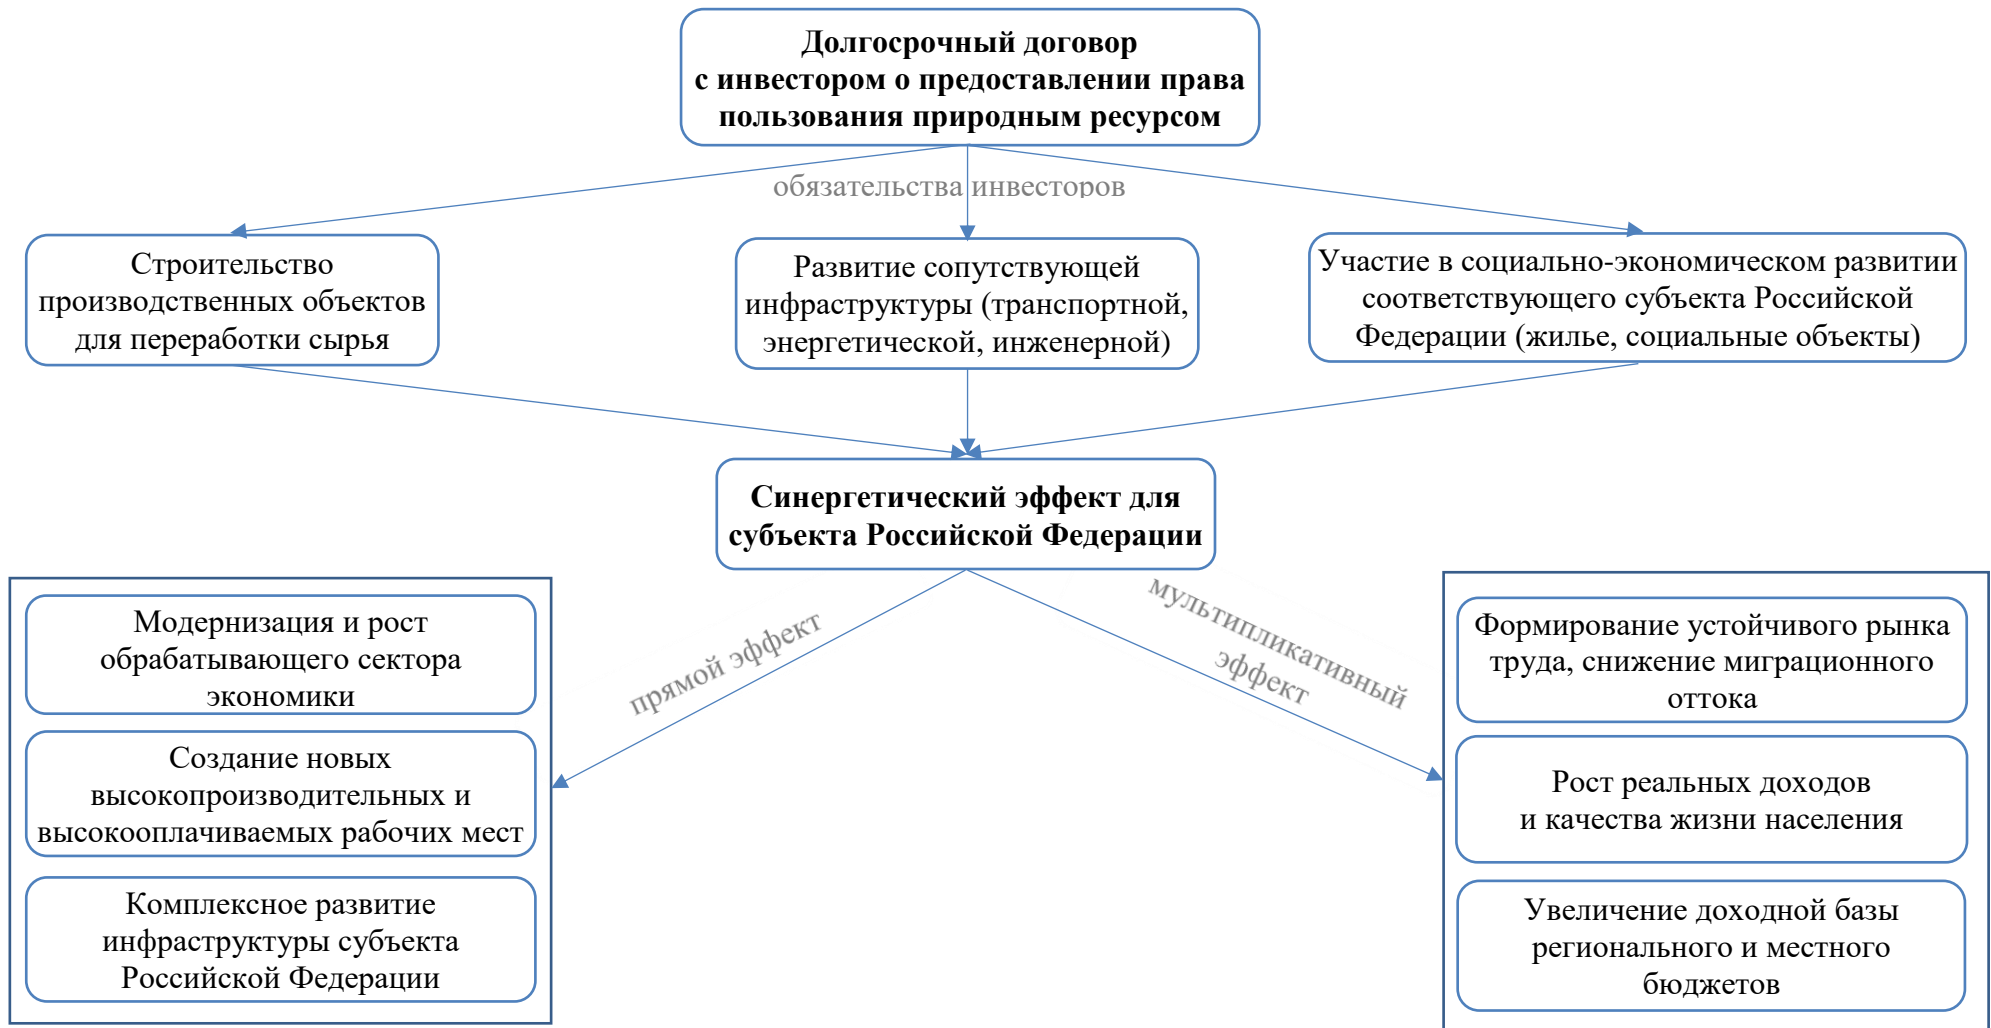 Долгосрочный договор
с инвестором о предоставлении права
пользования природным ресурсом
обязательства инвесторов
Строительство
производственных объектов
для переработки сырья
Развитие сопутствующей
инфраструктуры (транспортной,
энергетической, инженерной)
Участие в социально-экономическом развитии
соответствующего субъекта Российской
Федерации (жилье, социальные объекты)
Синергетический эффект для
субъекта Российской Федерации
прямой эффект
мультипликативный
эффект
Модернизация и рост
обрабатывающего сектора
экономики
Создание новых
высокопроизводительных и
высокооплачиваемых рабочих мест
Комплексное развитие
инфраструктуры субъекта
Российской Федерации
Формирование устойчивого рынка
труда, снижение миграционного
оттока
Рост реальных доходов
и качества жизни населения
Увеличение доходной базы
регионального и местного
бюджетов